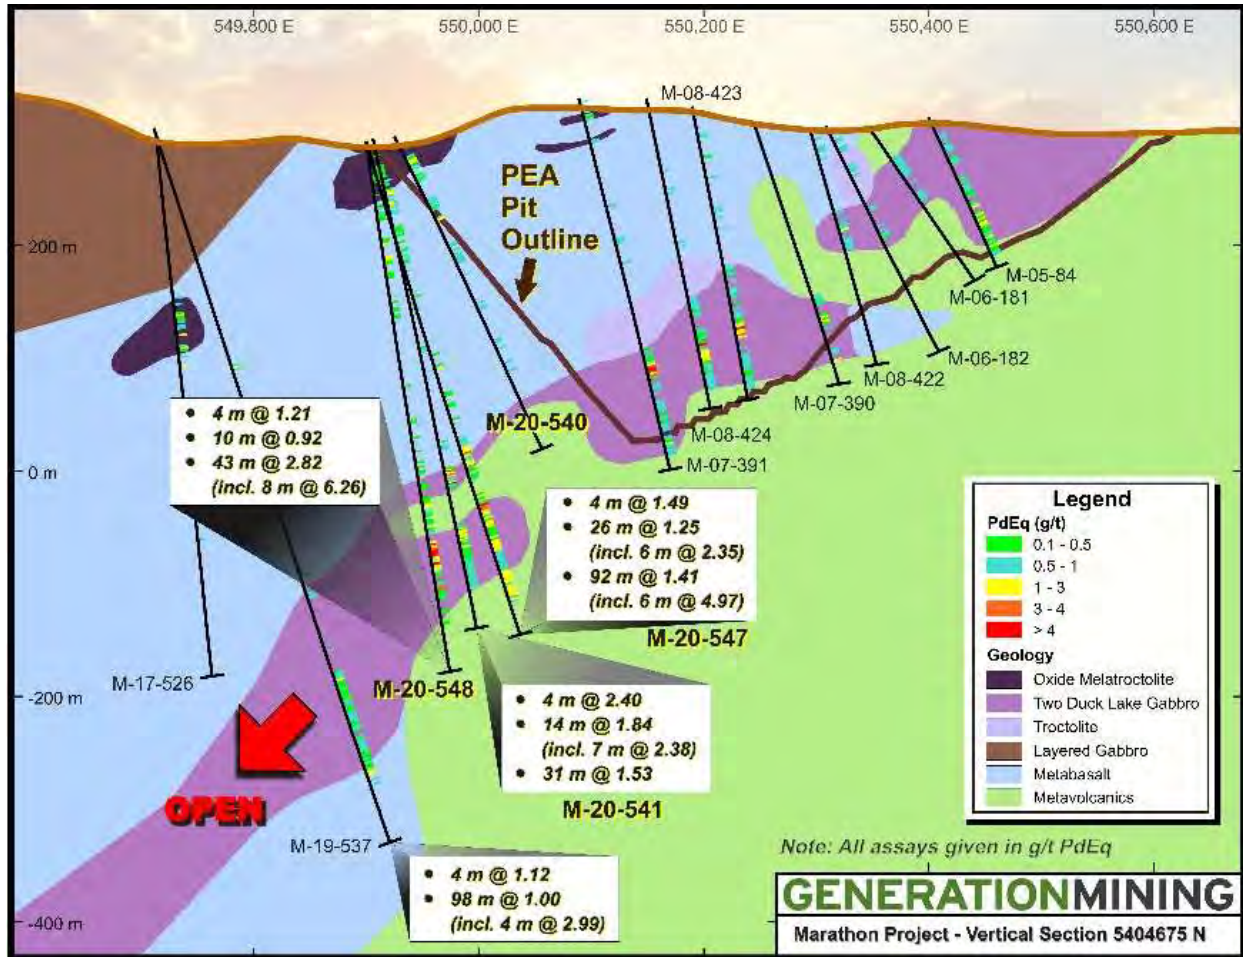 549,800 E
550,000 E
550,200 E
550,400 E
550,600 E
M-08-423
PEA
Pit
Outline
200 m
M-05-84
M-06-181
M-06-182
M-08-422
M-07-390
• 4 m @ 1.21
• 10 m @ 0.92
• 43 m @ 2.82
(incl. 8 m @ 6.26)
M-20-540
M-08-424
M-07-391
0 m
• 4 m @ 1.49
• 26 m @ 1.25
(incl. 6 m @ 2.35)
• 92 m @ 1.41
(incl. 6 m @ 4.97)
M-20-547
Legend
PdEq (g/t)
0.1 - 0.5
0.5 - 1
1 - 3
3 - 4
> 4
Geology
Oxide Melatroctolite
Two Duck Lake Gabbro
Troctolite
Layered Gabbro
Metabasalt
Metavolcanics
M-17-526
M-20-548
-200 m
• 4 m @ 2.40
• 14 m @ 1.84
(incl. 7 m @ 2.38)
• 31 m @ 1.53
M-20-541
OPEN
M-19-537
• 4 m @ 1.12
• 98 m @ 1.00
(incl. 4 m @ 2.99)
-400 m
Note: All assays given in g/t PdEq
GENERATIONMINING
Marathon Project - Vertical Section 5404675 N